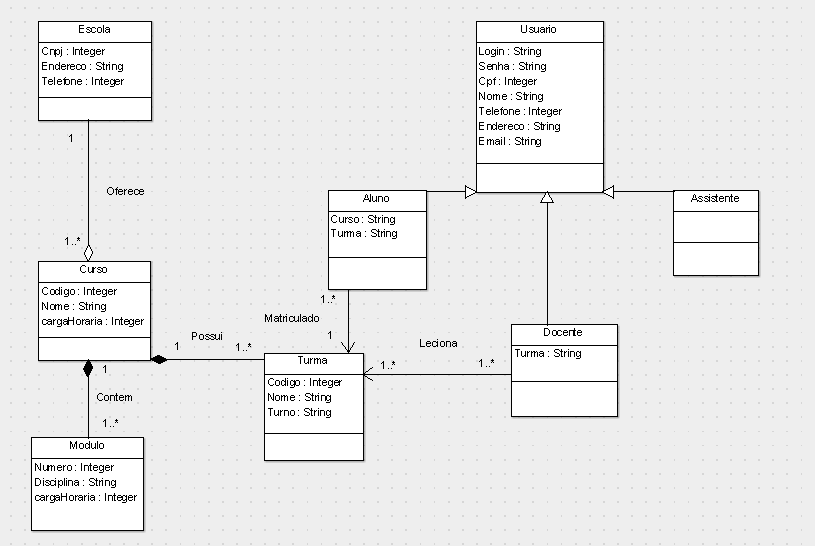 Escola
Cnpj : Integer
Endereco : String
Telefone : Integer
1
Oferece
1..*
Curso
Codigo : Integer
Nome : String
cargaHoraria : Integer
1
Possui
1..*
1
Contem
1..*
Modulo
Numero : Integer
Disciplina : String
cargaHoraria : Integer
Usuario
Login : String
Senha : String
Cpf : Integer
Nome : String
Telefone : Integer
Endereco : String
Email : String
Aluno
Curso : String
Turma : String
1..*
Matriculado
1
Turma
Codigo : Integer
Nome : String
Turno : String
Leciona
1..*
1..*
Docente
Turma : String
Assistente